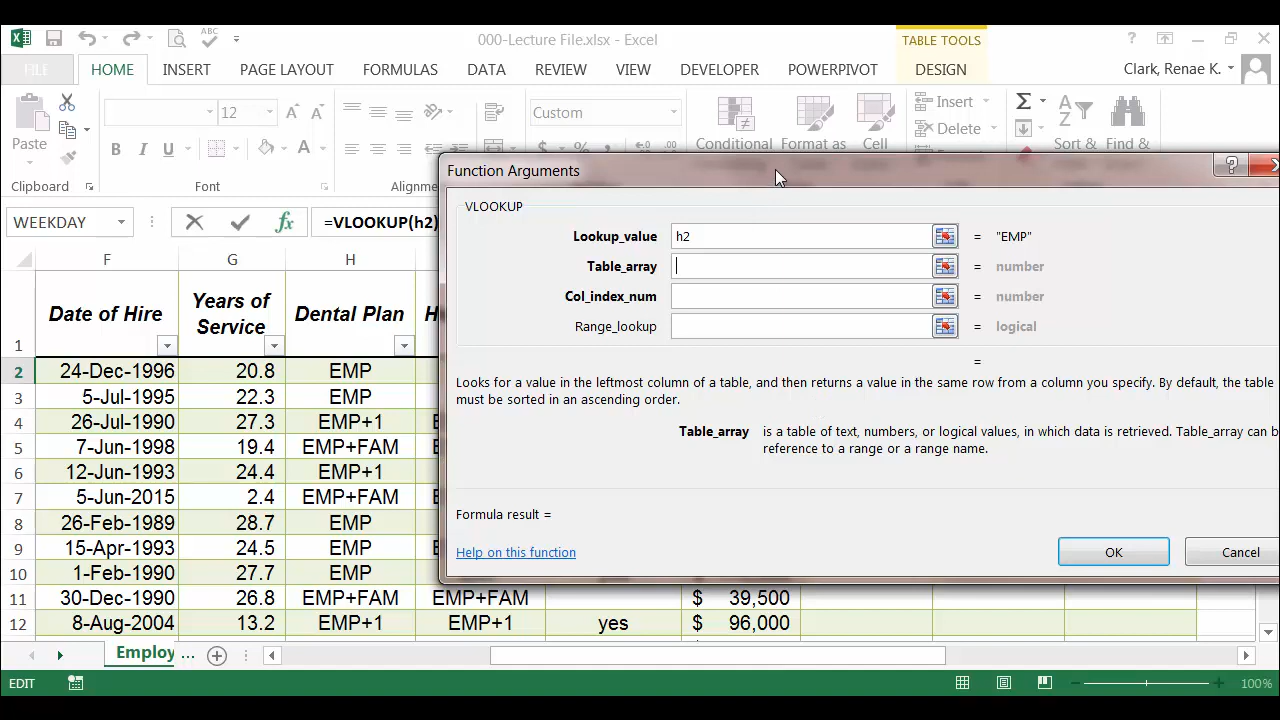 000-Lecture File.xlsx - Excel
TABLE TOOLS
FILE HOME INSERT PAGE LAYOUT FORMULAS DATA REVIEW VIEW DEVELOPER POWERPIVOT DESIGN Clark, Renae K.
Paste
Clipboard
12
B I U
Font
Alignme
Custom
$ %
Conditional Format as Cell
Insert
Delete
Sort & Find &
WEEKDAY
=VLOOKUP(h2)
Function Arguments
VLOOKUP
Lookup_value h2 = "EMP"
Table_array = number
Col_index_num = number
Range_lookup = logical
=
Looks for a value in the leftmost column of a table, and then returns a value in the same row from a column you specify. By default, the table
must be sorted in an ascending order.
Table_array is a table of text, numbers, or logical values, in which data is retrieved. Table_array can b
reference to a range or a range name.
Formula result =
Help on this function
OK Cancel
F G H
1 Date of Hire Years of Service Dental Plan H
2 24-Dec-1996 20.8 EMP
3 5-Jul-1995 22.3 EMP
4 26-Jul-1990 27.3 EMP+1
5 7-Jun-1998 19.4 EMP+FAM
6 12-Jun-1993 24.4 EMP+1
7 5-Jun-2015 2.4 EMP+FAM
8 26-Feb-1989 28.7 EMP
9 15-Apr-1993 24.5 EMP
10 1-Feb-1990 27.7 EMP
11 30-Dec-1990 26.8 EMP+FAM EMP+FAM $ 39,500
12 8-Aug-2004 13.2 EMP+1 EMP+1 yes $ 96,000
Employ ...
EDIT 100%